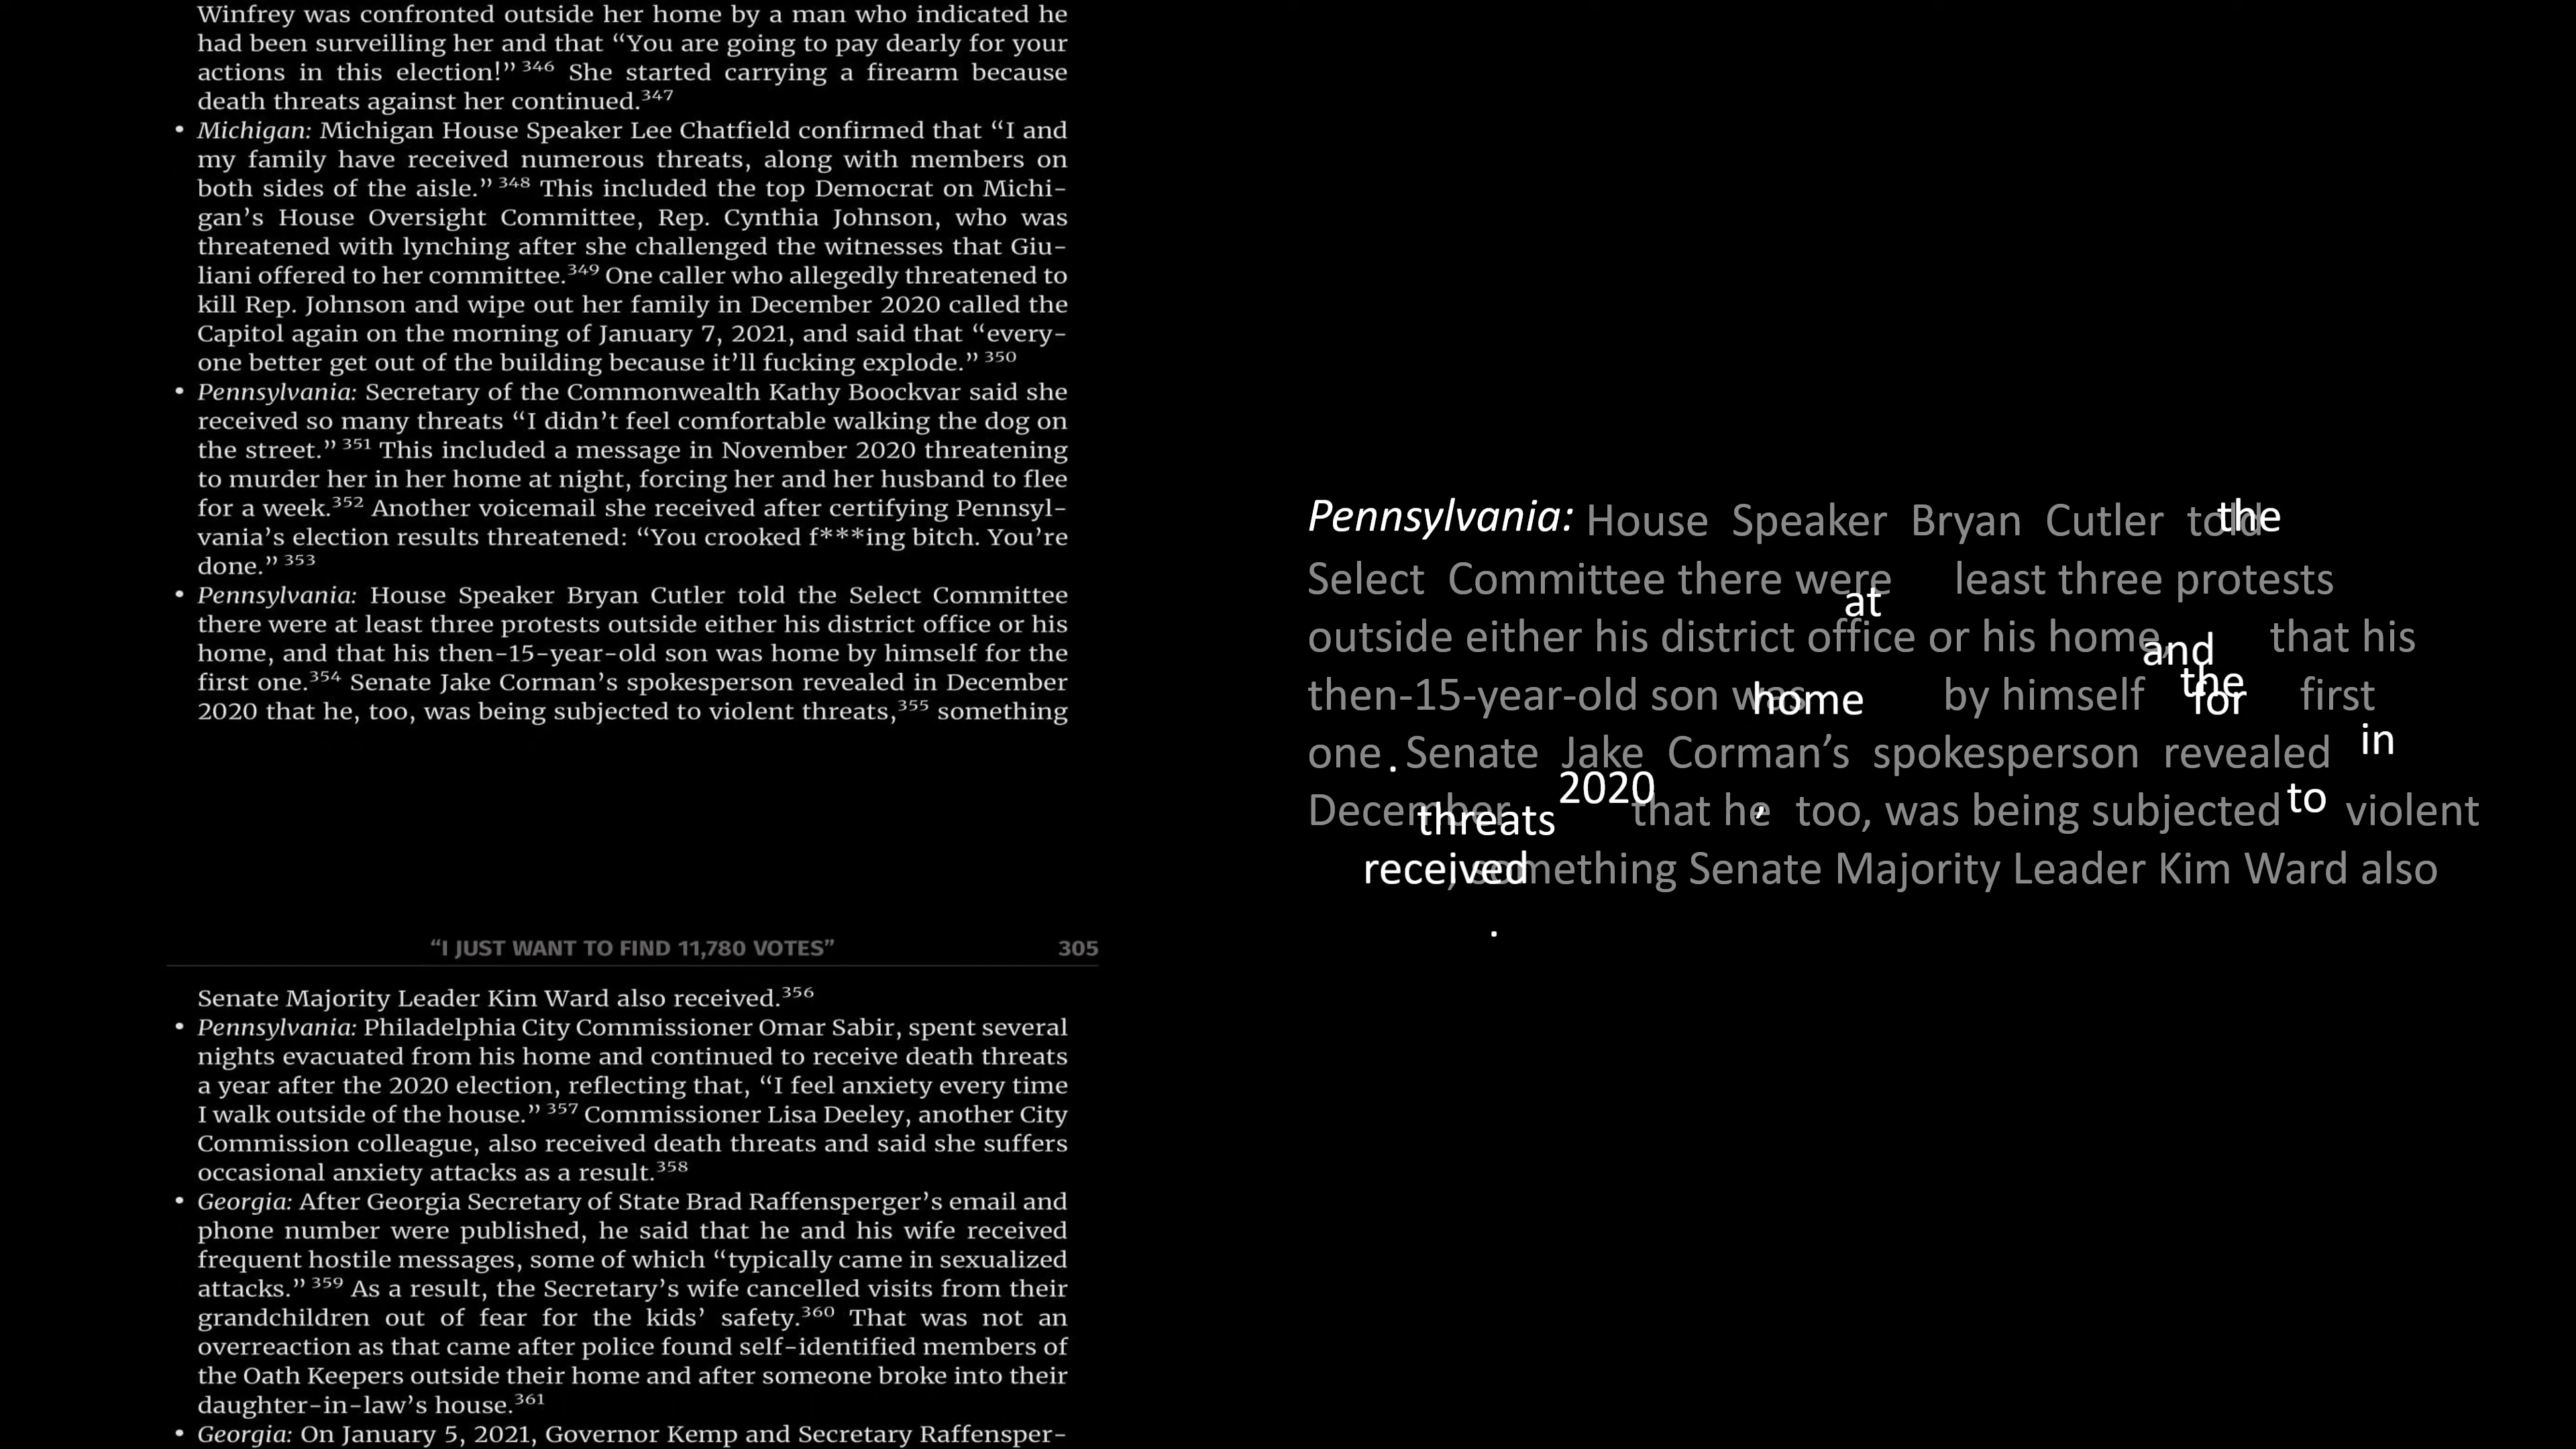 Winfrey was confronted outside her home by a man who indicated he
had been surveilling her and that “You are going to pay dearly for your
actions in this election!” 346 She started carrying a firearm because
death threats against her continued.347
• Michigan: Michigan House Speaker Lee Chatfield confirmed that “I and
my family have received numerous threats, along with members on
both sides of the aisle.” 348 This included the top Democrat on Michi-
gan’s House Oversight Committee, Rep. Cynthia Johnson, who was
threatened with lynching after she challenged the witnesses that Giu-
liani offered to her committee.349 One caller who allegedly threatened to
kill Rep. Johnson and wipe out her family in December 2020 called the
Capitol again on the morning of January 7, 2021, and said that “every-
one better get out of the building because it’ll fucking explode.” 350
• Pennsylvania: Secretary of the Commonwealth Kathy Boockvar said she
received so many threats “I didn’t feel comfortable walking the dog on
the street.” 351 This included a message in November 2020 threatening
to murder her in her home at night, forcing her and her husband to flee
for a week.352 Another voicemail she received after certifying Pennsyl-
vania’s election results threatened: “You crooked f***ing bitch. You’re
done.” 353
• Pennsylvania: House Speaker Bryan Cutler told the Select Committee
there were at least three protests outside either his district office or his
home, and that his then-15-year-old son was home by himself for the
first one.354 Senate Jake Corman’s spokesperson revealed in December
2020 that he, too, was being subjected to violent threats,355 something
“I JUST WANT TO FIND 11,780 VOTES” 305
Senate Majority Leader Kim Ward also received.356
• Pennsylvania: Philadelphia City Commissioner Omar Sabir, spent several
nights evacuated from his home and continued to receive death threats
a year after the 2020 election, reflecting that, “I feel anxiety every time
I walk outside of the house.” 357 Commissioner Lisa Deeley, another City
Commission colleague, also received death threats and said she suffers
occasional anxiety attacks as a result.358
• Georgia: After Georgia Secretary of State Brad Raffensperger’s email and
phone number were published, he said that he and his wife received
frequent hostile messages, some of which “typically came in sexualized
attacks.” 359 As a result, the Secretary’s wife cancelled visits from their
grandchildren out of fear for the kids’ safety.360 That was not an
overreaction as that came after police found self-identified members of
the Oath Keepers outside their home and after someone broke into their
daughter-in-law’s house.361
• Georgia: On January 5, 2021, Governor Kemp and Secretary Raffensper-
Pennsylvania: House Speaker Bryan Cutler told the
Select Committee there were at least three protests
outside either his district office or his home, and that his
then-15-year-old son was home by himself for the first
one. Senate Jake Corman’s spokesperson revealed in
December 2020 that he, too, was being subjected to violent
threats, something Senate Majority Leader Kim Ward also
received.